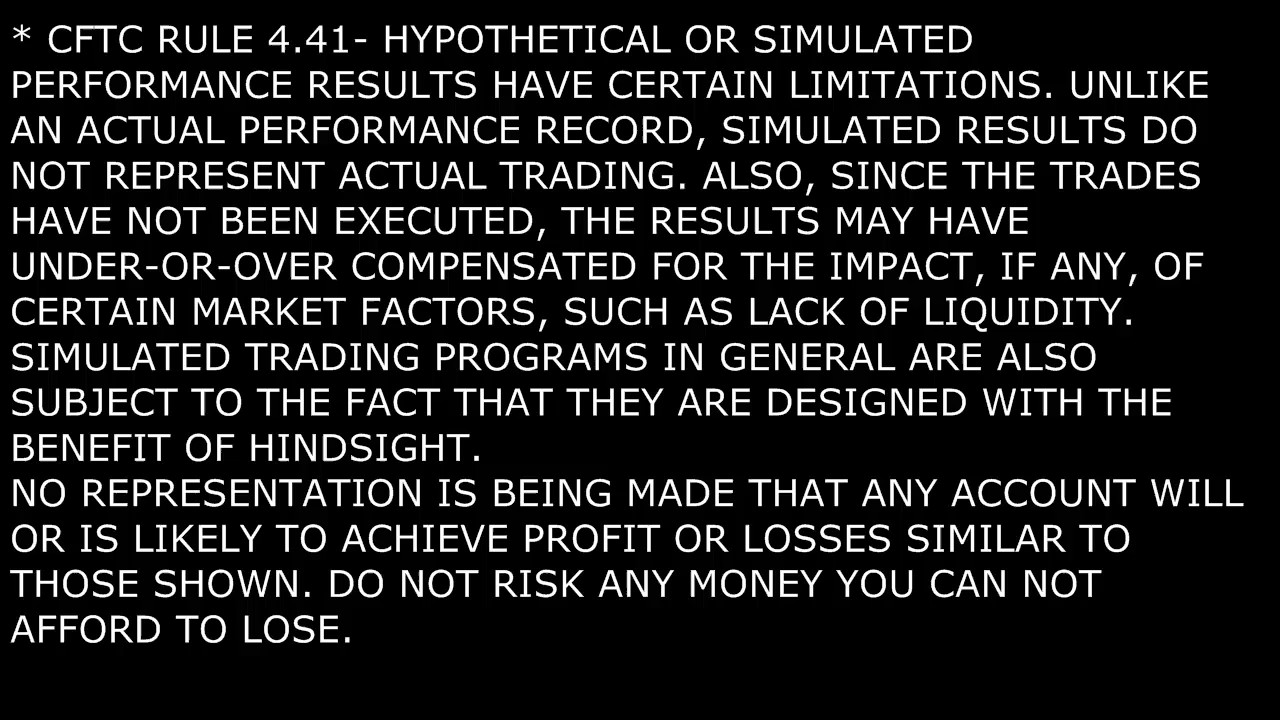 * CFTC RULE 4.41- HYPOTHETICAL OR SIMULATED
PERFORMANCE RESULTS HAVE CERTAIN LIMITATIONS. UNLIKE
AN ACTUAL PERFORMANCE RECORD, SIMULATED RESULTS DO
NOT REPRESENT ACTUAL TRADING. ALSO, SINCE THE TRADES
HAVE NOT BEEN EXECUTED, THE RESULTS MAY HAVE
UNDER-OR-OVER COMPENSATED FOR THE IMPACT, IF ANY, OF
CERTAIN MARKET FACTORS, SUCH AS LACK OF LIQUIDITY.
SIMULATED TRADING PROGRAMS IN GENERAL ARE ALSO
SUBJECT TO THE FACT THAT THEY ARE DESIGNED WITH THE
BENEFIT OF HINDSIGHT.
NO REPRESENTATION IS BEING MADE THAT ANY ACCOUNT WILL
OR IS LIKELY TO ACHIEVE PROFIT OR LOSSES SIMILAR TO
THOSE SHOWN. DO NOT RISK ANY MONEY YOU CAN NOT
AFFORD TO LOSE.